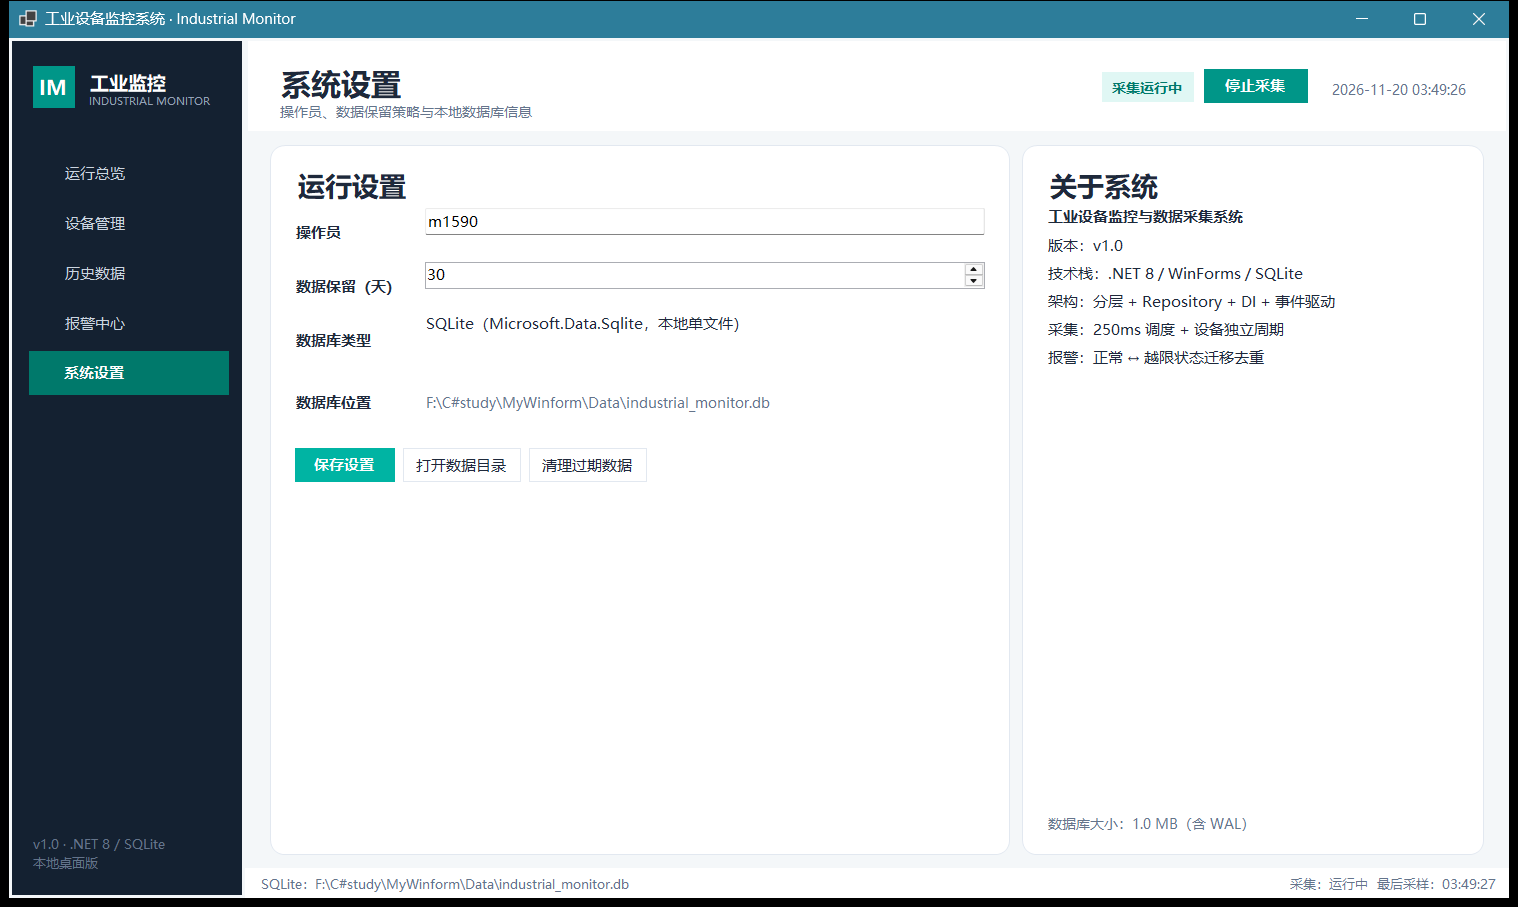 工业设备监控系统 · Industrial Monitor
IM
工业监控
INDUSTRIAL MONITOR
运行总览
设备管理
历史数据
报警中心
系统设置
v1.0 · .NET 8 / SQLite
本地桌面版
系统设置
操作员、数据保留策略与本地数据库信息
采集运行中
停止采集
2026-11-20 03:49:26
运行设置
操作员
m1590
数据保留（天）
30
数据库类型
SQLite（Microsoft.Data.Sqlite，本地单文件）
数据库位置
F:\C#study\MyWinform\Data\industrial_monitor.db
保存设置
打开数据目录
清理过期数据
关于系统
工业设备监控与数据采集系统
版本：v1.0
技术栈：.NET 8 / WinForms / SQLite
架构：分层 + Repository + DI + 事件驱动
采集：250ms 调度 + 设备独立周期
报警：正常 ↔ 越限状态迁移去重
数据库大小：1.0 MB（含 WAL）
SQLite：F:\C#study\MyWinform\Data\industrial_monitor.db
采集：运行中 最后采样：03:49:27